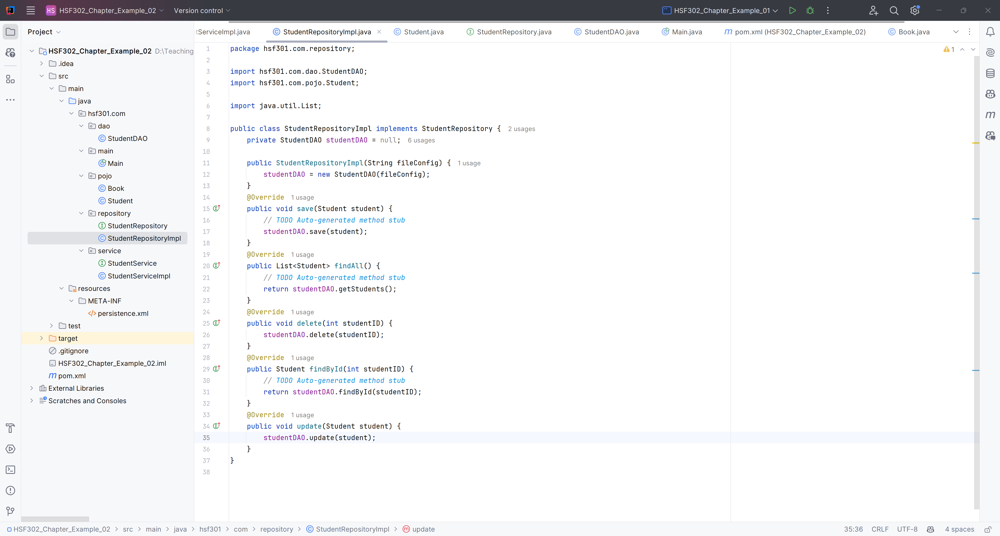 HS HSF302_Chapter_Example_02 Version control HSF302_Chapter_Example_01
Project
HSF302_Chapter_Example_02 D:\Teaching
.idea
src
main
java
hsf301.com
dao
StudentDAO
main
Main
pojo
Book
Student
repository
StudentRepository
StudentRepositoryImpl
service
StudentService
StudentServiceImpl
resources
META-INF
persistence.xml
test
target
.gitignore
HSF302_Chapter_Example_02.iml
pom.xml
External Libraries
Scratches and Consoles
tServiceImpl.java StudentRepositoryImpl.java Student.java StudentRepository.java StudentDAO.java Main.java pom.xml (HSF302_Chapter_Example_02) Book.java
1 package hsf301.com.repository;
2
3 import hsf301.com.dao.StudentDAO;
4 import hsf301.com.pojo.Student;
5
6 import java.util.List;
7
8 public class StudentRepositoryImpl implements StudentRepository { 2 usages
9 private StudentDAO studentDAO = null; 6 usages
10
11 public StudentRepositoryImpl(String fileConfig) { 1 usage
12 studentDAO = new StudentDAO(fileConfig);
13 }
14 @Override 1 usage
15 public void save(Student student) {
16 // TODO Auto-generated method stub
17 studentDAO.save(student);
18 }
19 @Override 1 usage
20 public List<Student> findAll() {
21 // TODO Auto-generated method stub
22 return studentDAO.getStudents();
23 }
24 @Override 1 usage
25 public void delete(int studentID) {
26 studentDAO.delete(studentID);
27 }
28 @Override 1 usage
29 public Student findById(int studentID) {
30 // TODO Auto-generated method stub
31 return studentDAO.findById(studentID);
32 }
33 @Override 1 usage
34 public void update(Student student) {
35 studentDAO.update(student);
36 }
37 }
38
1
HSF302_Chapter_Example_02 > src > main > java > hsf301 > com > repository > StudentRepositoryImpl > update 35:36 CRLF UTF-8 4 spaces